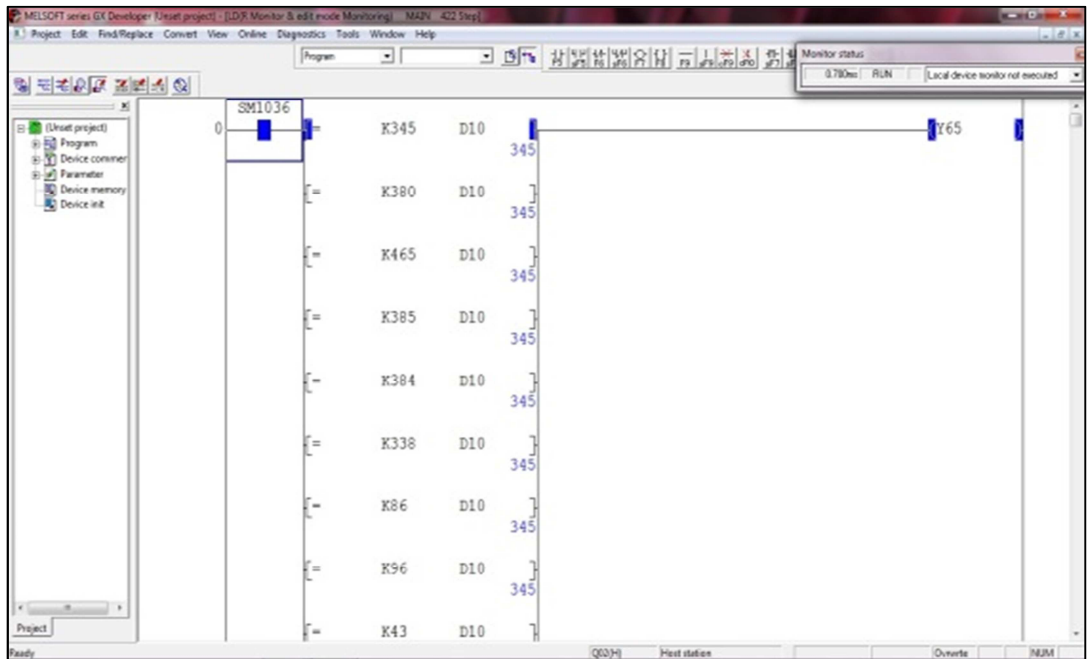 MELSOFT series GX Developer (Unset project) - [LD(R Monitor & edit mode Monitoring) MAIN 422 Step]
Project Edit Find/Replace Convert View Online Diagnostics Tools Window Help
Program
Monitor status
0.700ms RUN Local device monitor not executed
(Unset project)
Program
Device commer
Parameter
Device memory
Device init
SM1036
0 = K345 D10 Y65
345
[= K380 D10 ]
345
[= K465 D10 ]
345
[= K385 D10 ]
345
[= K384 D10 ]
345
[= K338 D10 ]
345
[= K86 D10 ]
345
[= K96 D10 ]
345
[= K43 D10 ]
Project
Ready Q02(H) Host station Ovrwrte NUM